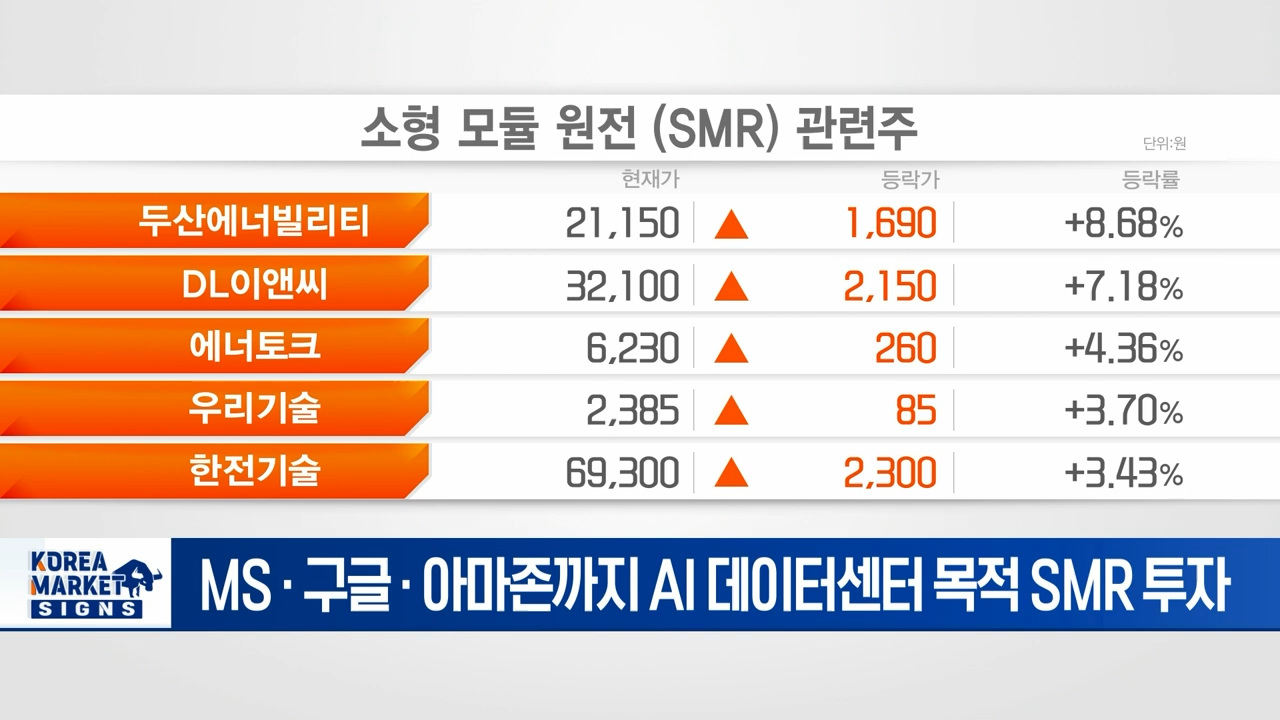 소형 모듈 원전 (SMR) 관련주
단위:원
현재가 등락가 등락률
두산에너빌리티 21,150 ▲ 1,690 +8.68%
DL이앤씨 32,100 ▲ 2,150 +7.18%
에너토크 6,230 ▲ 260 +4.36%
우리기술 2,385 ▲ 85 +3.70%
한전기술 69,300 ▲ 2,300 +3.43%
KOREA
MARKET
SIGNS
MS·구글·아마존까지 AI 데이터센터 목적 SMR 투자